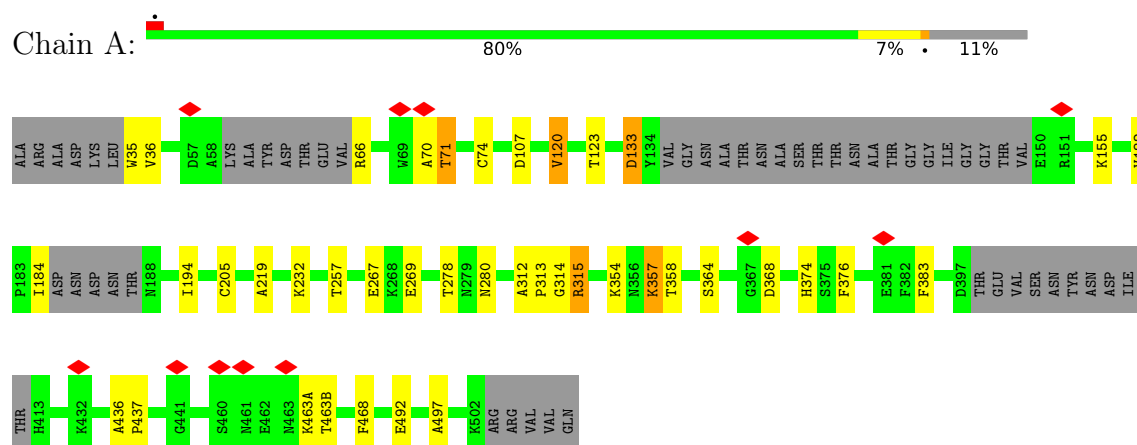 Chain A:
80% 7% • 11%
ALA ARG ALA ASP LYS LEU W35 V36 D57 A58 LYS ALA TYR ASP THR GLU VAL R66 W69 A70 T71 C74 D107 V120 T123 D133 Y134 VAL GLY ASN ALA THR ASN ALA SER THR THR ASN ALA THR GLY GLY ILE GLY GLY THR VAL E150 R151 K155
P183 I184 ASP ASN ASP ASN THR N188 I194 C205 A219 K232 T257 E267 K268 E269 T278 N279 N280 A312 P313 G314 R315 K354 N356 K357 T358 S364 G367 D368 H374 S375 F376 E381 F382 F383 D397 THR GLU VAL SER ASN TYR ASN ASP ILE
THR H413 K432 A436 P437 G441 S460 N461 E462 N463 K463A T463B F468 E492 A497 K502 ARG ARG VAL VAL GLN